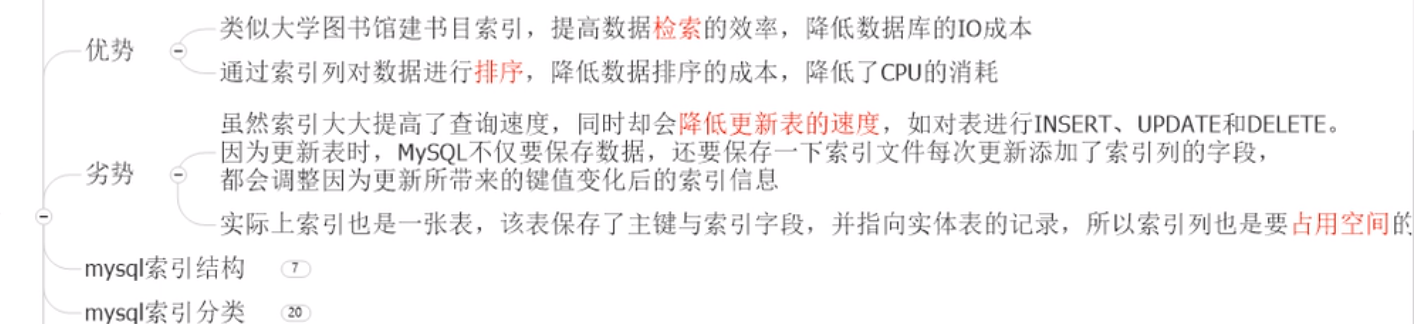 优势
类似大学图书馆建书目索引，提高数据检索的效率，降低数据库的IO成本
通过索引列对数据进行排序，降低数据排序的成本，降低了CPU的消耗
劣势
虽然索引大大提高了查询速度，同时却会降低更新表的速度，如对表进行INSERT、UPDATE和DELETE。
因为更新表时，MySQL不仅要保存数据，还要保存一下索引文件每次更新添加了索引列的字段，
都会调整因为更新所带来的键值变化后的索引信息
实际上索引也是一张表，该表保存了主键与索引字段，并指向实体表的记录，所以索引列也是要占用空间的
mysql索引结构 7
mysql索引分类 20